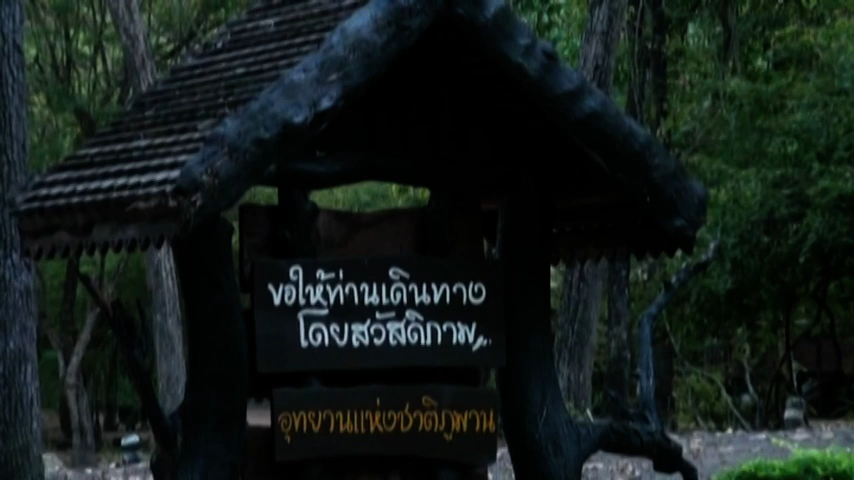 ขอให้ท่านเดินทาง
โดยสวัสดิภาพ,..
อุทยานแห่งชาติภูพาน